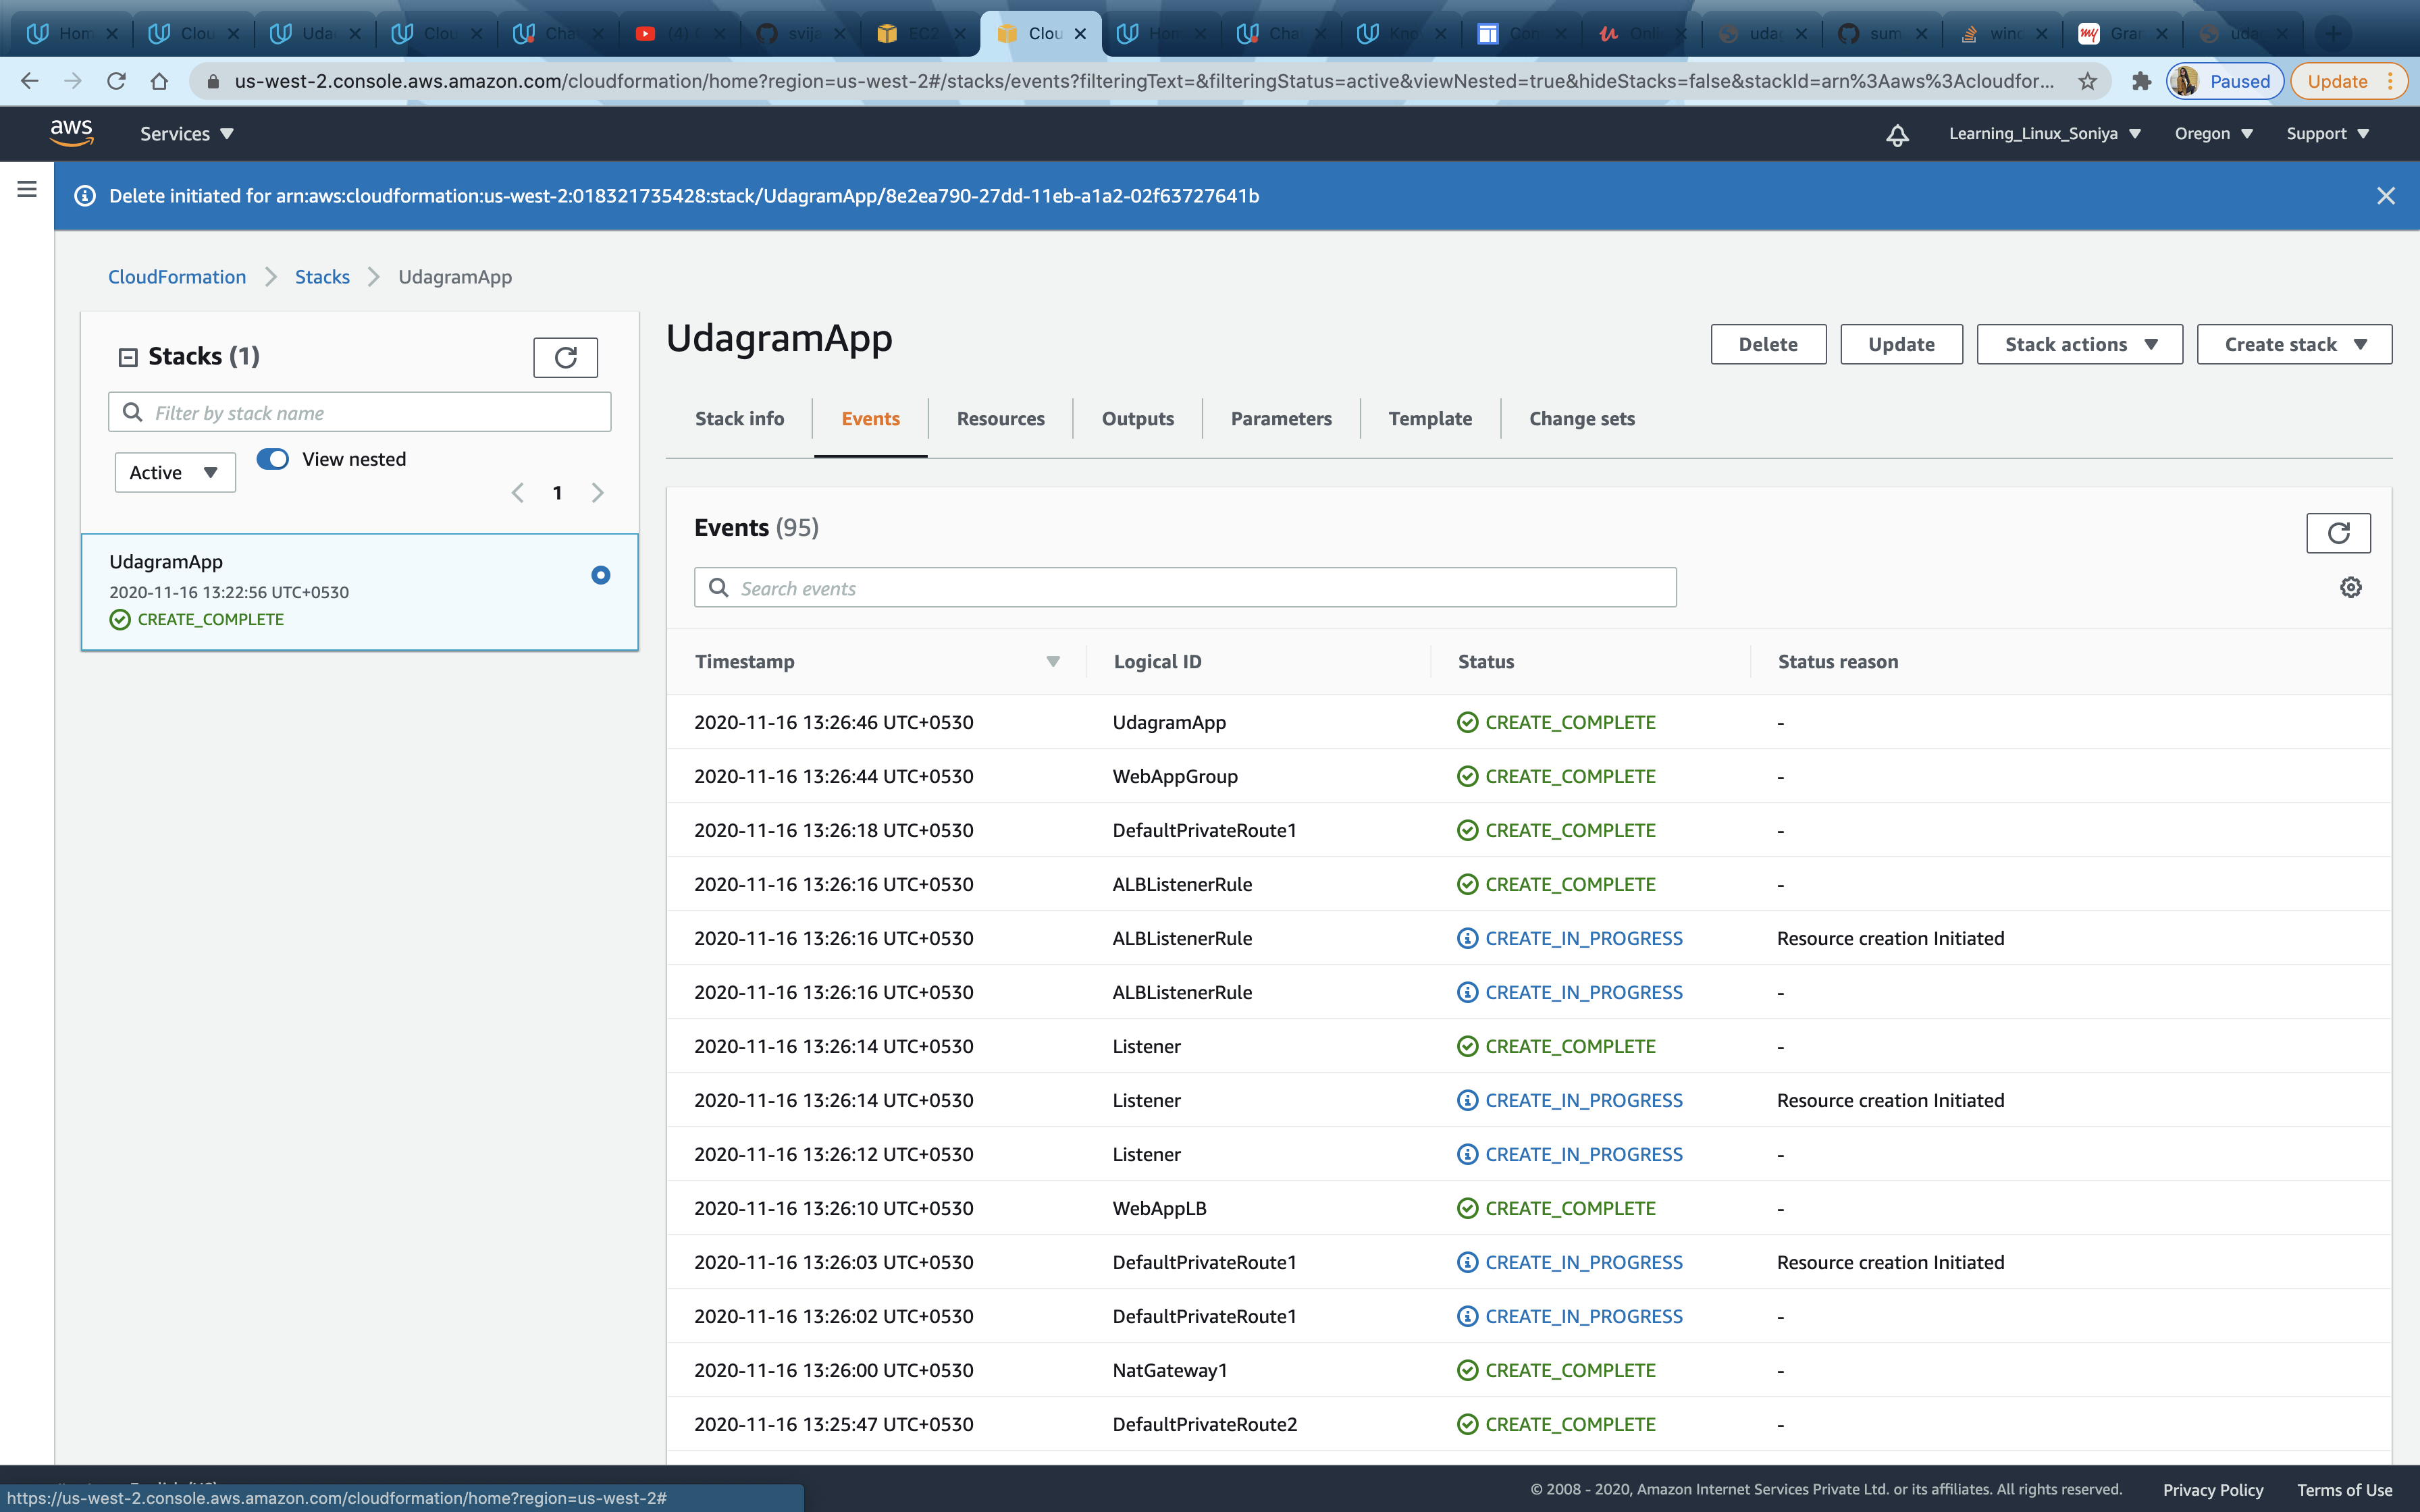 Hom Clou Uda Clou Cha (4) C svija EC2 Clou Hom Cha Kno Con Onli uda sum wind Gran uda
us-west-2.console.aws.amazon.com/cloudformation/home?region=us-west-2#/stacks/events?filteringText=&filteringStatus=active&viewNested=true&hideStacks=false&stackId=arn%3Aaws%3Acloudfor... Paused Update
aws Services Learning_Linux_Soniya Oregon Support
Delete initiated for arn:aws:cloudformation:us-west-2:018321735428:stack/UdagramApp/8e2ea790-27dd-11eb-a1a2-02f63727641b
CloudFormation Stacks UdagramApp
Stacks (1)
Filter by stack name
Active View nested
1
UdagramApp
2020-11-16 13:22:56 UTC+0530
CREATE_COMPLETE
UdagramApp
Delete Update Stack actions Create stack
Stack info Events Resources Outputs Parameters Template Change sets
Events (95)
Search events
Timestamp Logical ID Status Status reason
2020-11-16 13:26:46 UTC+0530 UdagramApp CREATE_COMPLETE -
2020-11-16 13:26:44 UTC+0530 WebAppGroup CREATE_COMPLETE -
2020-11-16 13:26:18 UTC+0530 DefaultPrivateRoute1 CREATE_COMPLETE -
2020-11-16 13:26:16 UTC+0530 ALBListenerRule CREATE_COMPLETE -
2020-11-16 13:26:16 UTC+0530 ALBListenerRule CREATE_IN_PROGRESS Resource creation Initiated
2020-11-16 13:26:16 UTC+0530 ALBListenerRule CREATE_IN_PROGRESS -
2020-11-16 13:26:14 UTC+0530 Listener CREATE_COMPLETE -
2020-11-16 13:26:14 UTC+0530 Listener CREATE_IN_PROGRESS Resource creation Initiated
2020-11-16 13:26:12 UTC+0530 Listener CREATE_IN_PROGRESS -
2020-11-16 13:26:10 UTC+0530 WebAppLB CREATE_COMPLETE -
2020-11-16 13:26:03 UTC+0530 DefaultPrivateRoute1 CREATE_IN_PROGRESS Resource creation Initiated
2020-11-16 13:26:02 UTC+0530 DefaultPrivateRoute1 CREATE_IN_PROGRESS -
2020-11-16 13:26:00 UTC+0530 NatGateway1 CREATE_COMPLETE -
2020-11-16 13:25:47 UTC+0530 DefaultPrivateRoute2 CREATE_COMPLETE -
© 2008 - 2020, Amazon Internet Services Private Ltd. or its affiliates. All rights reserved. Privacy Policy Terms of Use
https://us-west-2.console.aws.amazon.com/cloudformation/home?region=us-west-2#